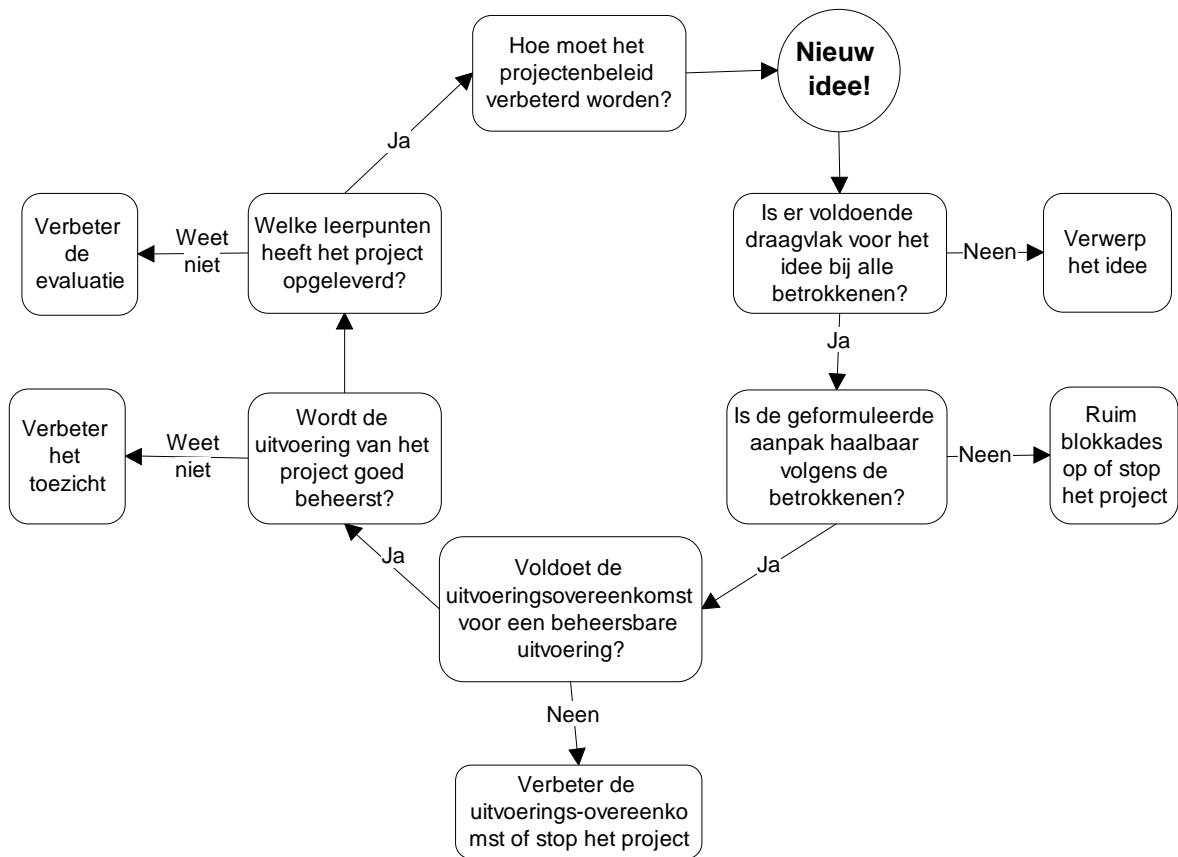 Hoe moet het
projectenbeleid
verbeterd worden?
Nieuw
idee!
Ja
Verbeter
de
evaluatie
Weet
niet
Welke leerpunten
heeft het project
opgeleverd?
Is er voldoende
draagvlak voor het
idee bij alle
betrokkenen?
Neen
Verwerp
het idee
Ja
Verbeter
het
toezicht
Weet
niet
Wordt de
uitvoering van het
project goed
beheerst?
Is de geformuleerde
aanpak haalbaar
volgens de
betrokkenen?
Neen
Ruim
blokkades
op of stop
het project
Ja
Voldoet de
uitvoeringsovereenkomst
voor een beheersbare
uitvoering?
Ja
Neen
Verbeter de
uitvoerings-overeenko
mst of stop het project